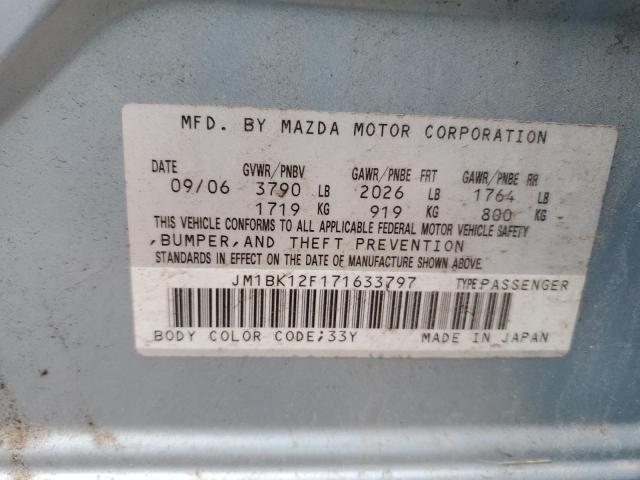 MFD. BY MAZDA MOTOR CORPORATION
DATE GVWR/PNBV GAWR/PNBE FRT GAWR/PNBE RR
09/06 3790 LB 2026 LB 1764 LB
1719 KG 919 KG 800 KG
THIS VEHICLE CONFORMS TO ALL APPLICABLE FEDERAL MOTOR VEHICLE SAFETY
,BUMPER,AND THEFT PREVENTION
STANDARDS IN EFFECT ON THE DATE OF MANUFACTURE SHOWN ABOVE.
JM1BK12F171633797 TYPE:PASSENGER
BODY COLOR CODE;33Y MADE IN JAPAN